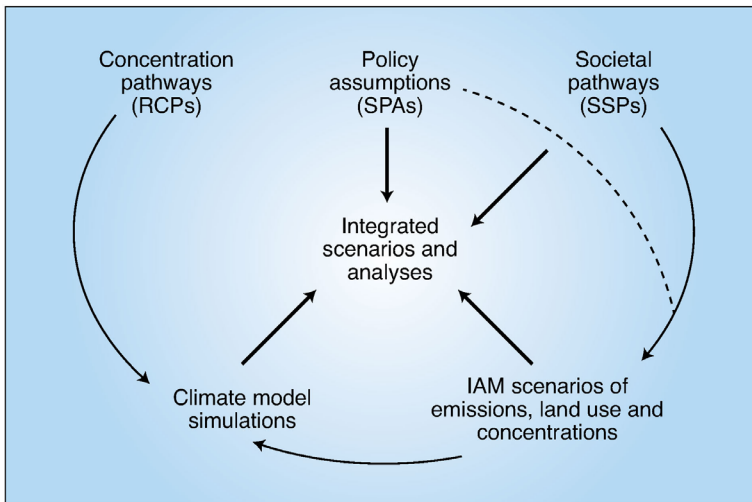 Concentration
pathways
(RCPs)
Policy
assumptions
(SPAs)
Societal
pathways
(SSPs)
Integrated
scenarios and
analyses
Climate model
simulations
IAM scenarios of
emissions, land use and
concentrations